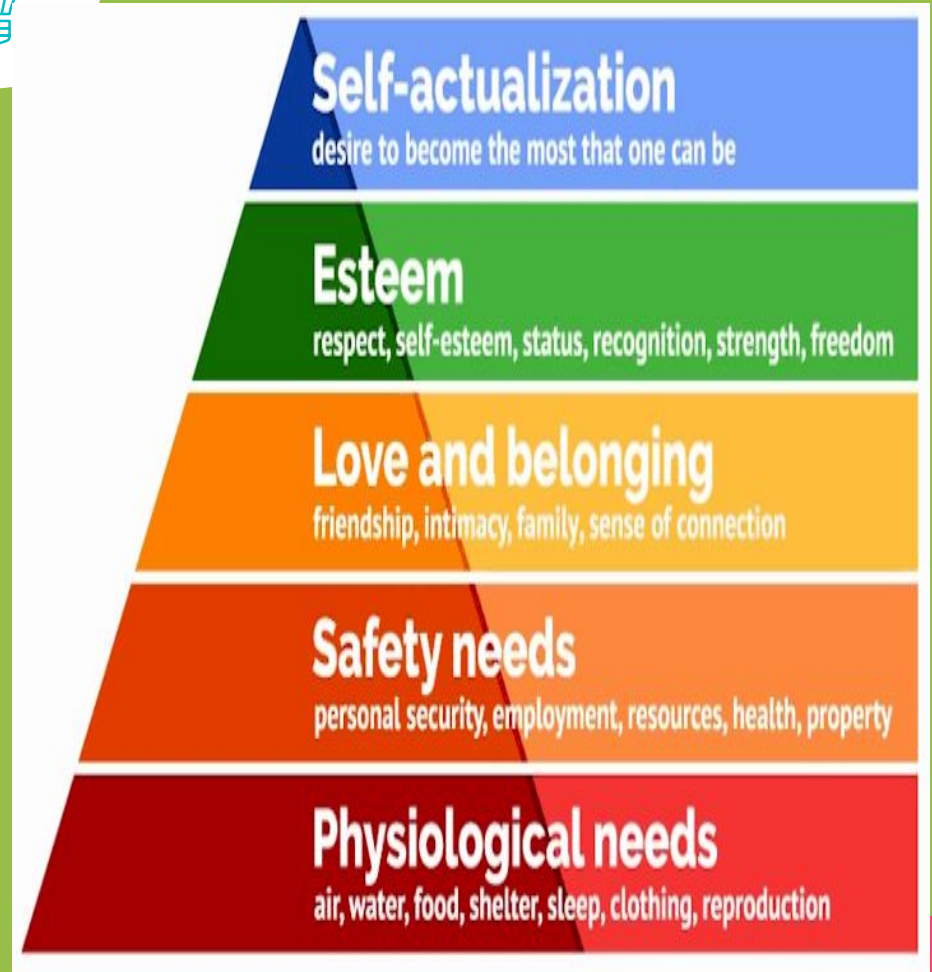 Self-actualization
desire to become the most that one can be
Esteem
respect, self-esteem, status, recognition, strength, freedom
Love and belonging
friendship, intimacy, family, sense of connection
Safety needs
personal security, employment, resources, health, property
Physiological needs
air, water, food, shelter, sleep, clothing, reproduction